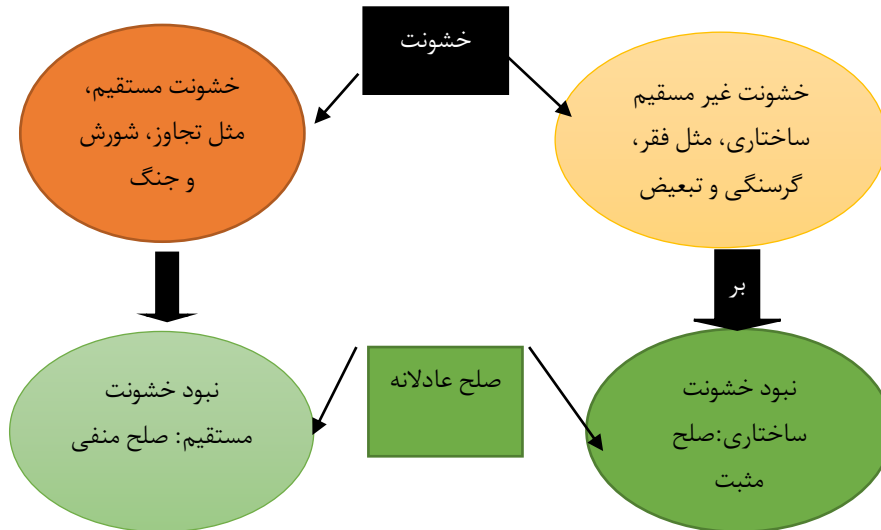 خشونت
خشونت غیر مسقیم
ساختاری، مثل فقر،
گرسنگی و تبعیض
خشونت مستقیم،
مثل تجاوز، شورش
و جنگ
بر
صلح عادلانه
نبود خشونت
ساختاری:صلح
مثبت
نبود خشونت
مستقیم: صلح منفی